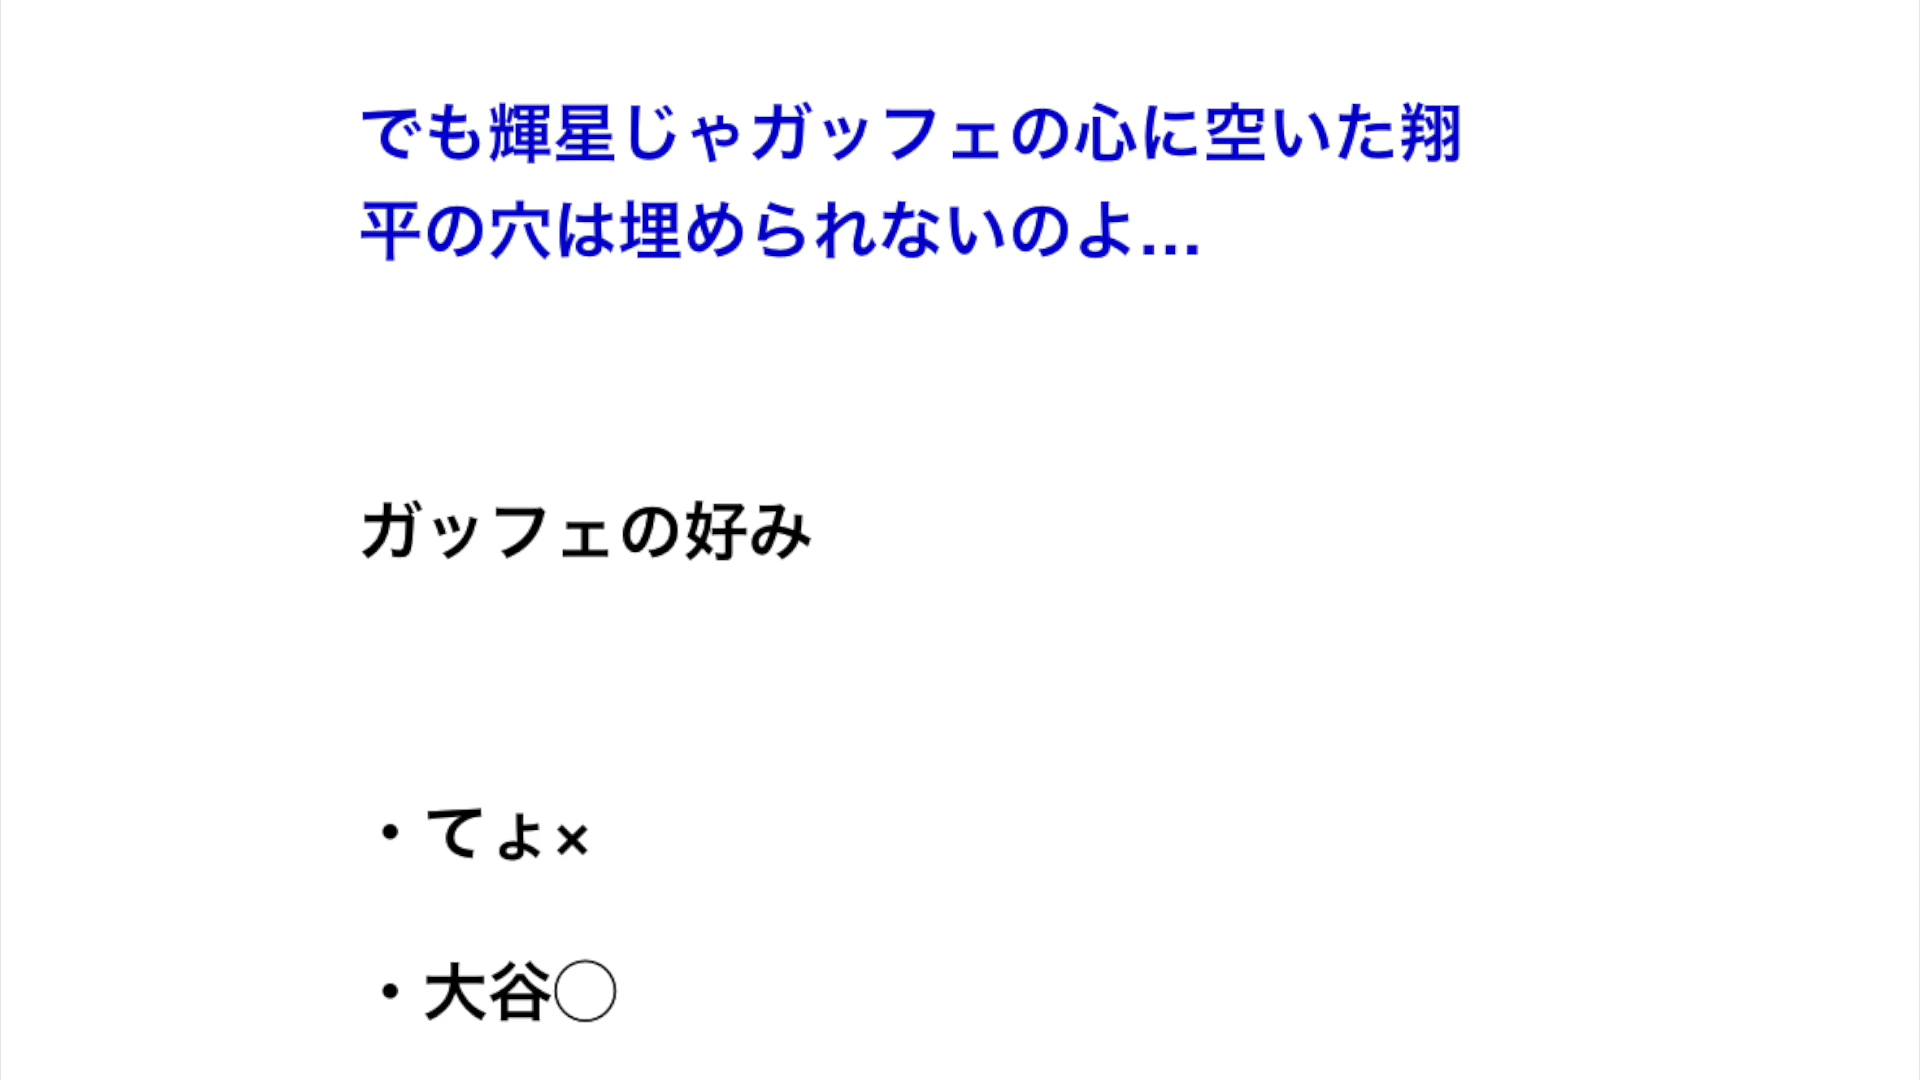 でも輝星じゃガッフェの心に空いた翔
平の穴は埋められないのよ…
ガッフェの好み
・てょ×
・大谷◯